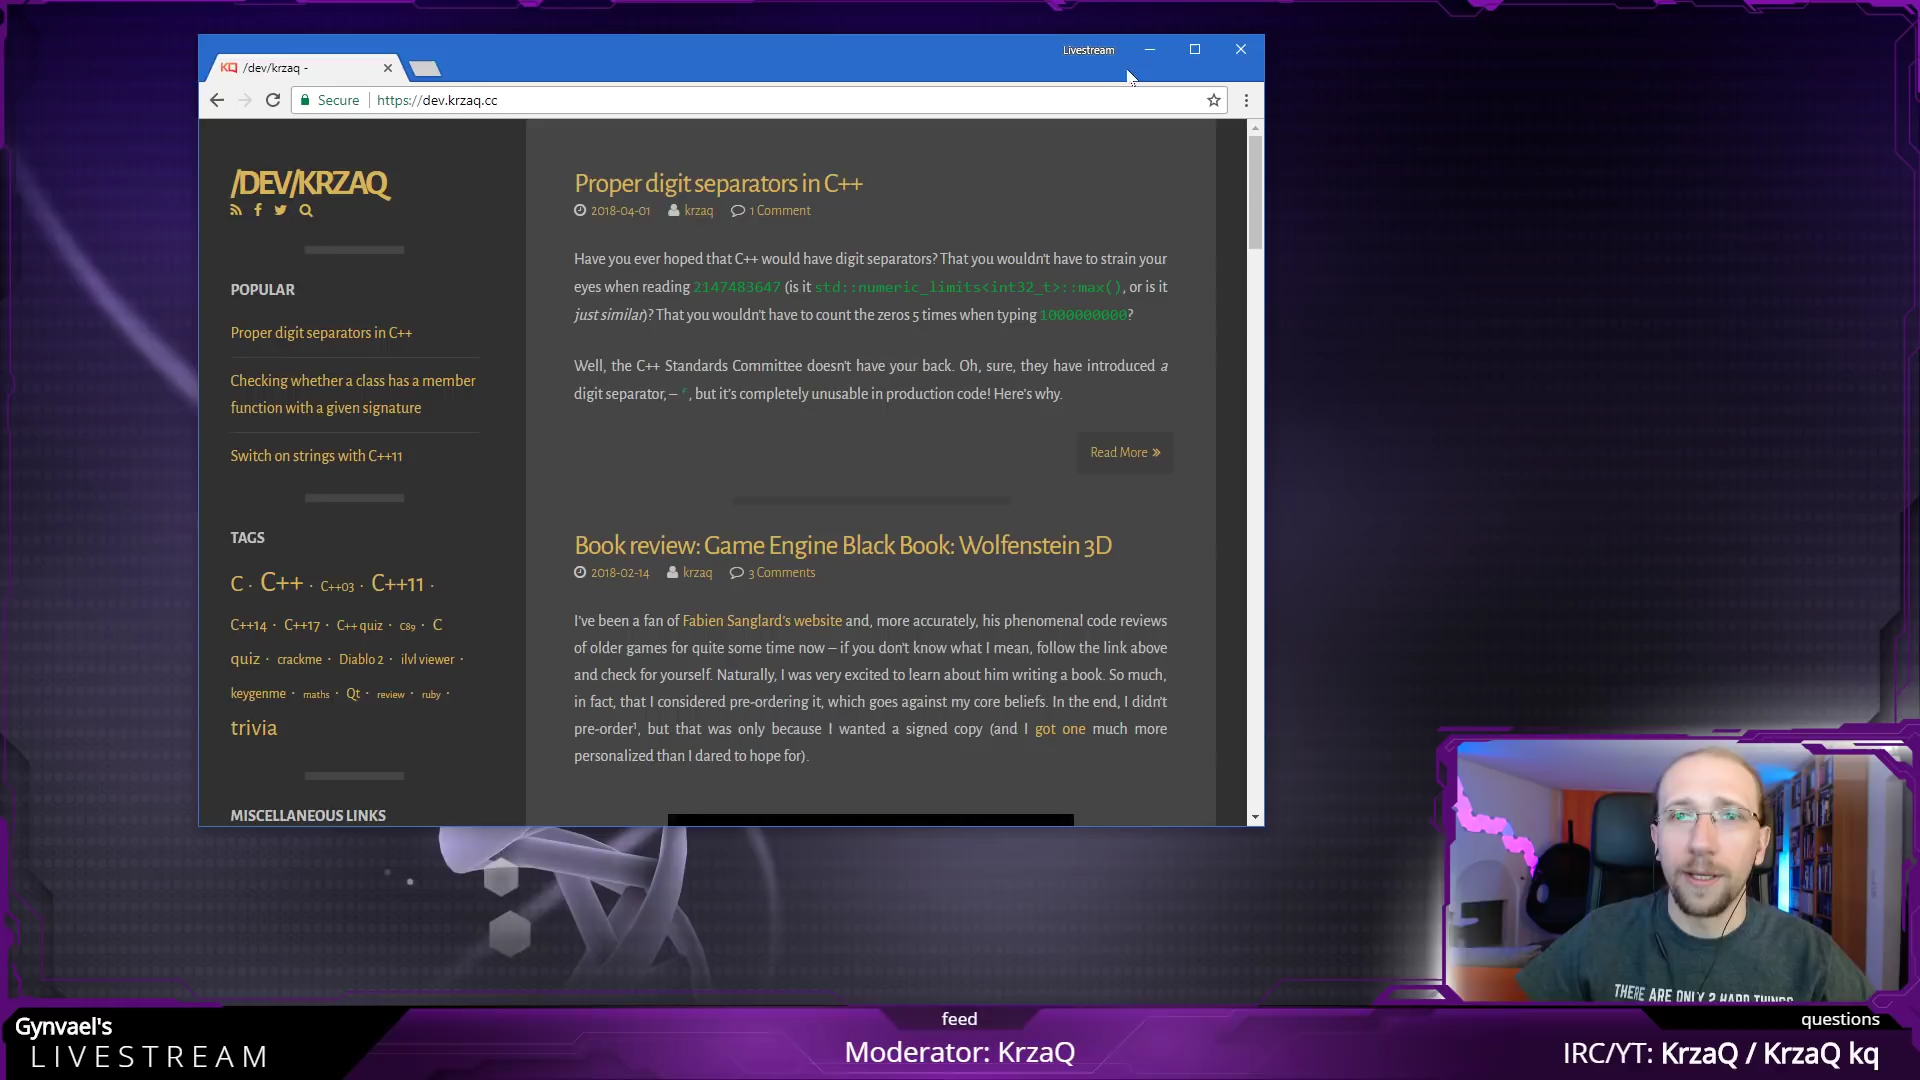 Livestream
KQ /dev/krzaq -
Secure https://dev.krzaq.cc
/DEV/KRZAQ
POPULAR
Proper digit separators in C++
Checking whether a class has a member
function with a given signature
Switch on strings with C++11
TAGS
C · C++ · C++03 · C++11 ·
C++14 · C++17 · C++ quiz · C89 · C
quiz · crackme · Diablo 2 · ilvl viewer ·
keygenme · maths · Qt · review · ruby ·
trivia
MISCELLANEOUS LINKS
Proper digit separators in C++
2018-04-01 krzaq 1 Comment
Have you ever hoped that C++ would have digit separators? That you wouldn't have to strain your
eyes when reading 2147483647 (is it std::numeric_limits<int32_t>::max(), or is it
just similar)? That you wouldn't have to count the zeros 5 times when typing 1000000000?
Well, the C++ Standards Committee doesn't have your back. Oh, sure, they have introduced a
digit separator, – ', but it's completely unusable in production code! Here's why.
Read More »
Book review: Game Engine Black Book: Wolfenstein 3D
2018-02-14 krzaq 3 Comments
I've been a fan of Fabien Sanglard's website and, more accurately, his phenomenal code reviews
of older games for quite some time now – if you don't know what I mean, follow the link above
and check for yourself. Naturally, I was very excited to learn about him writing a book. So much,
in fact, that I considered pre-ordering it, which goes against my core beliefs. In the end, I didn't
pre-order¹, but that was only because I wanted a signed copy (and I got one much more
personalized than I dared to hope for).
THERE ARE ONLY 2 HARD THINGS
Gynvael's
LIVESTREAM
feed
Moderator: KrzaQ
questions
IRC/YT: KrzaQ / KrzaQ kq